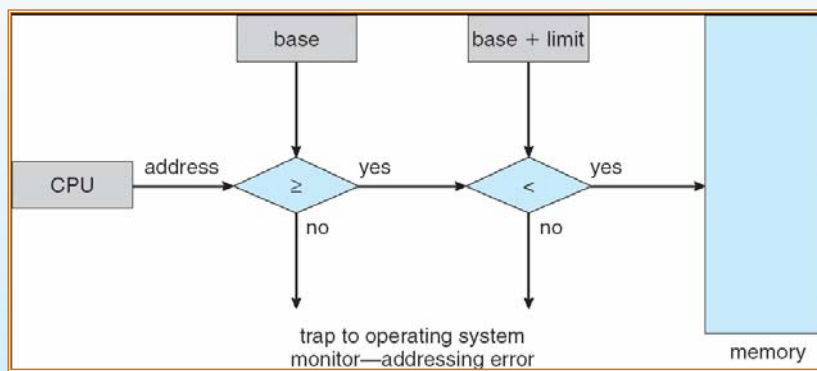 base
base + limit
address
yes
yes
CPU
≥
<
no
no
trap to operating system
monitor—addressing error
memory